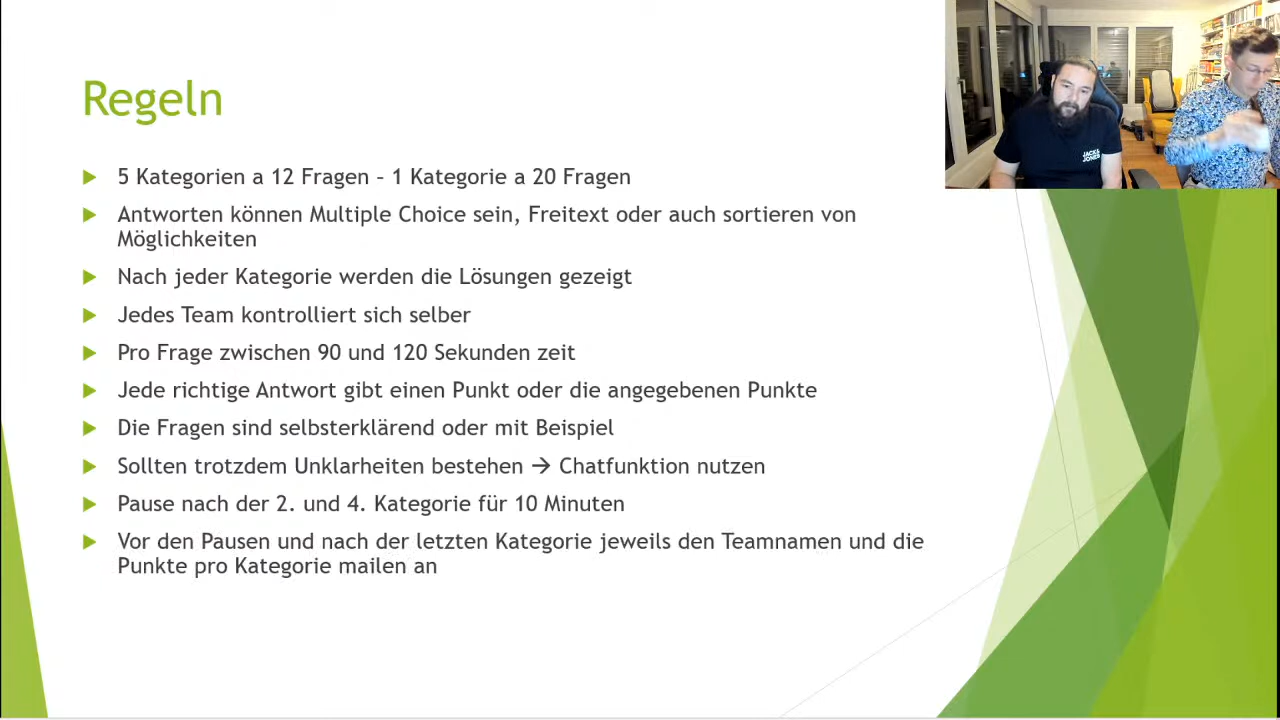 Regeln
5 Kategorien a 12 Fragen – 1 Kategorie a 20 Fragen
Antworten können Multiple Choice sein, Freitext oder auch sortieren von
Möglichkeiten
Nach jeder Kategorie werden die Lösungen gezeigt
Jedes Team kontrolliert sich selber
Pro Frage zwischen 90 und 120 Sekunden zeit
Jede richtige Antwort gibt einen Punkt oder die angegebenen Punkte
Die Fragen sind selbsterklärend oder mit Beispiel
Sollten trotzdem Unklarheiten bestehen → Chatfunktion nutzen
Pause nach der 2. und 4. Kategorie für 10 Minuten
Vor den Pausen und nach der letzten Kategorie jeweils den Teamnamen und die
Punkte pro Kategorie mailen an
JACK&
JONES